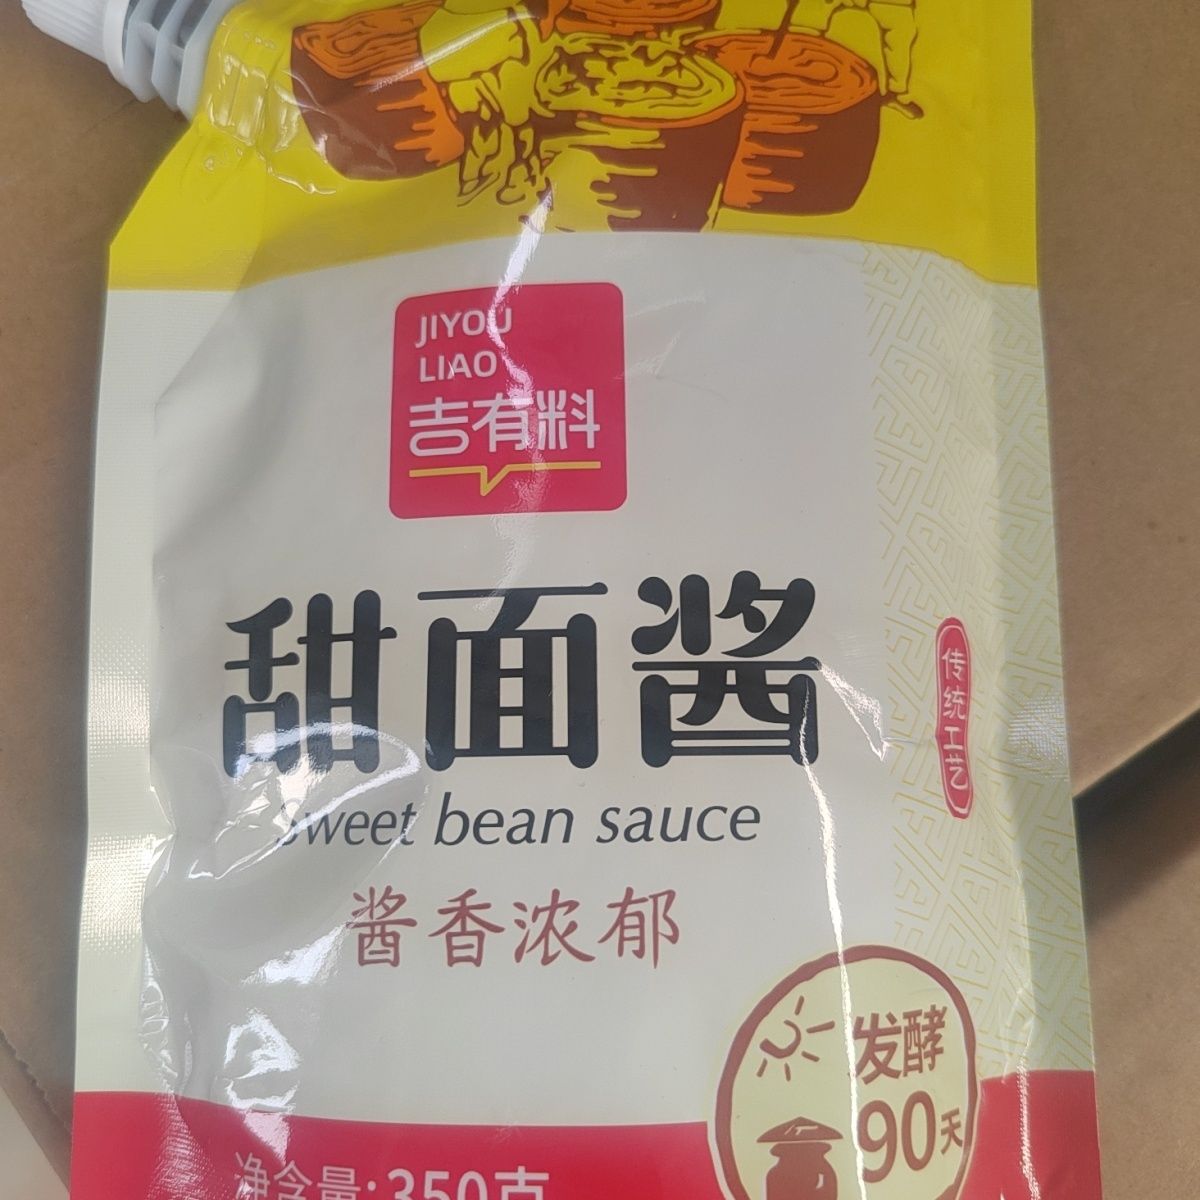 JIYOU
LIAO
吉有料
甜面酱
Sweet bean sauce
酱香浓郁
传统工艺
发酵
90天
净含量:350克